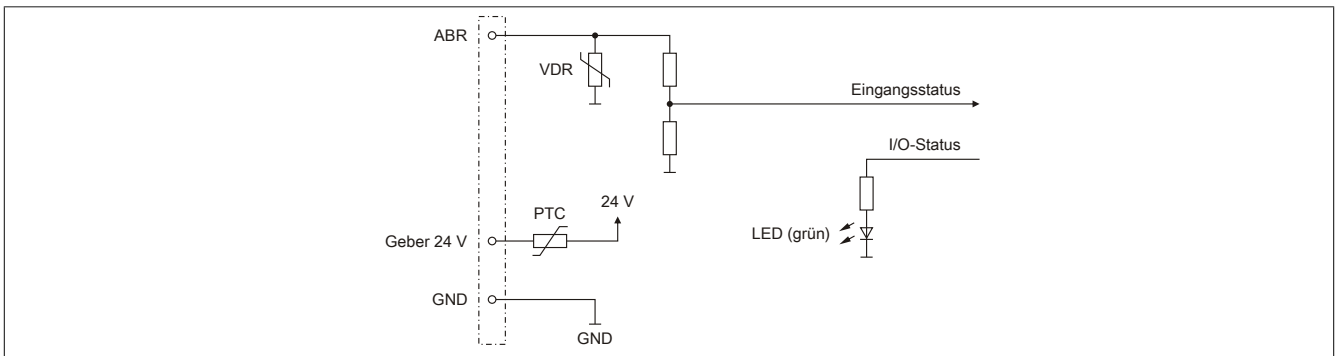 ABR
VDR
Eingangsstatus
I/O-Status
24 V
PTC
LED (grün)
Geber 24 V
GND
GND